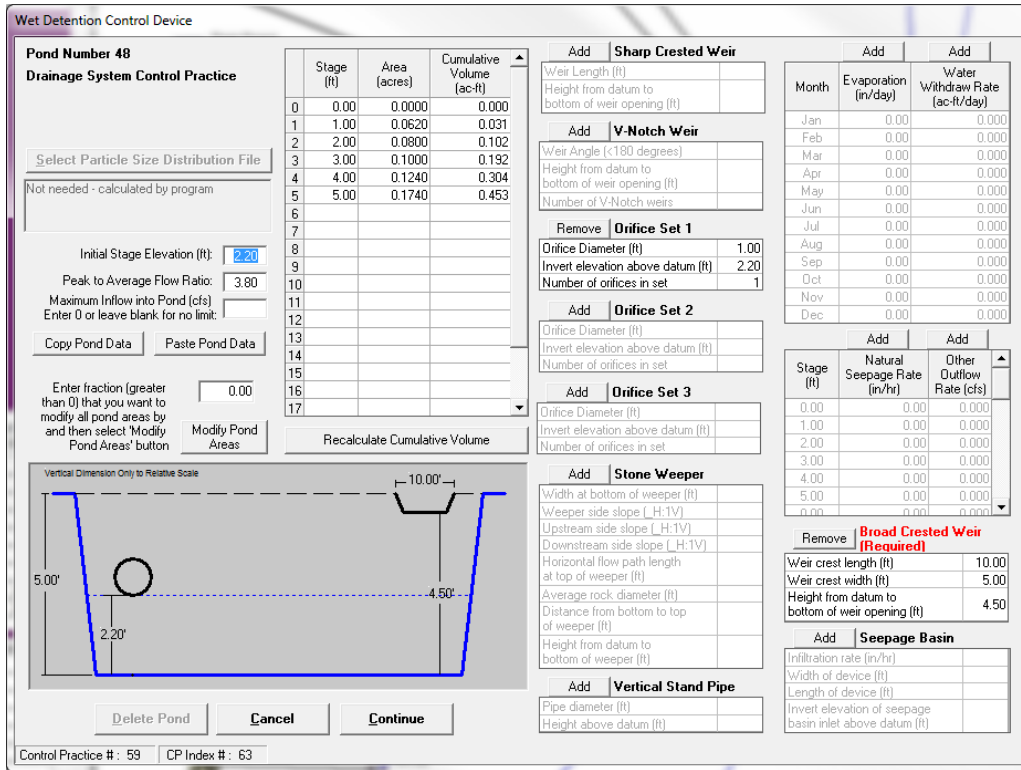 Wet Detention Control Device
Pond Number 48
Drainage System Control Practice
Select Particle Size Distribution File
Not needed - calculated by program
Initial Stage Elevation (ft): 2.20
Peak to Average Flow Ratio: 3.80
Maximum Inflow into Pond (cfs)
Enter 0 or leave blank for no limit:
Copy Pond Data Paste Pond Data
Enter fraction (greater 0.00
than 0) that you want to
modify all pond areas by
and then select 'Modify
Pond Areas' button
Modify Pond
Areas
Stage
(ft)
Area
(acres)
Cumulative
Volume
(ac-ft)
0 0.00 0.0000 0.000
1 1.00 0.0620 0.031
2 2.00 0.0800 0.102
3 3.00 0.1000 0.192
4 4.00 0.1240 0.304
5 5.00 0.1740 0.453
6
7
8
9
10
11
12
13
14
15
16
17
Recalculate Cumulative Volume
Vertical Dimension Only to Relative Scale
10.00'
5.00'
4.50'
2.20'
Delete Pond Cancel Continue
Control Practice # : 59 CP Index # : 63
Add Sharp Crested Weir
Weir Length (ft)
Height from datum to
bottom of weir opening (ft)
Add V-Notch Weir
Weir Angle (<180 degrees)
Height from datum to
bottom of weir opening (ft)
Number of V-Notch weirs
Remove Orifice Set 1
Orifice Diameter (ft) 1.00
Invert elevation above datum (ft) 2.20
Number of orifices in set 1
Add Orifice Set 2
Orifice Diameter (ft)
Invert elevation above datum (ft)
Number of orifices in set
Add Orifice Set 3
Orifice Diameter (ft)
Invert elevation above datum (ft)
Number of orifices in set
Add Stone Weeper
Width at bottom of weeper (ft)
Weeper side slope (_H:1V)
Upstream side slope (_H:1V)
Downstream side slope (_H:1V)
Horizontal flow path length
at top of weeper (ft)
Average rock diameter (ft)
Distance from bottom to top
of weeper (ft)
Height from datum to
bottom of weeper (ft)
Add Vertical Stand Pipe
Pipe diameter (ft)
Height above datum (ft)
Add Add
Month
Evaporation
(in/day)
Water
Withdraw Rate
(ac-ft/day)
Jan 0.00 0.000
Feb 0.00 0.000
Mar 0.00 0.000
Apr 0.00 0.000
May 0.00 0.000
Jun 0.00 0.000
Jul 0.00 0.000
Aug 0.00 0.000
Sep 0.00 0.000
Oct 0.00 0.000
Nov 0.00 0.000
Dec 0.00 0.000
Add Add
Stage
(ft)
Natural
Seepage Rate
(in/hr)
Other
Outflow
Rate (cfs)
0.00 0.00 0.000
1.00 0.00 0.000
2.00 0.00 0.000
3.00 0.00 0.000
4.00 0.00 0.000
5.00 0.00 0.000
0.00 0.00 0.000
Remove Broad Crested Weir
(Required)
Weir crest length (ft) 10.00
Weir crest width (ft) 5.00
Height from datum to
bottom of weir opening (ft) 4.50
Add Seepage Basin
Infiltration rate (in/hr)
Width of device (ft)
Length of device (ft)
Invert elevation of seepage
basin inlet above datum (ft)